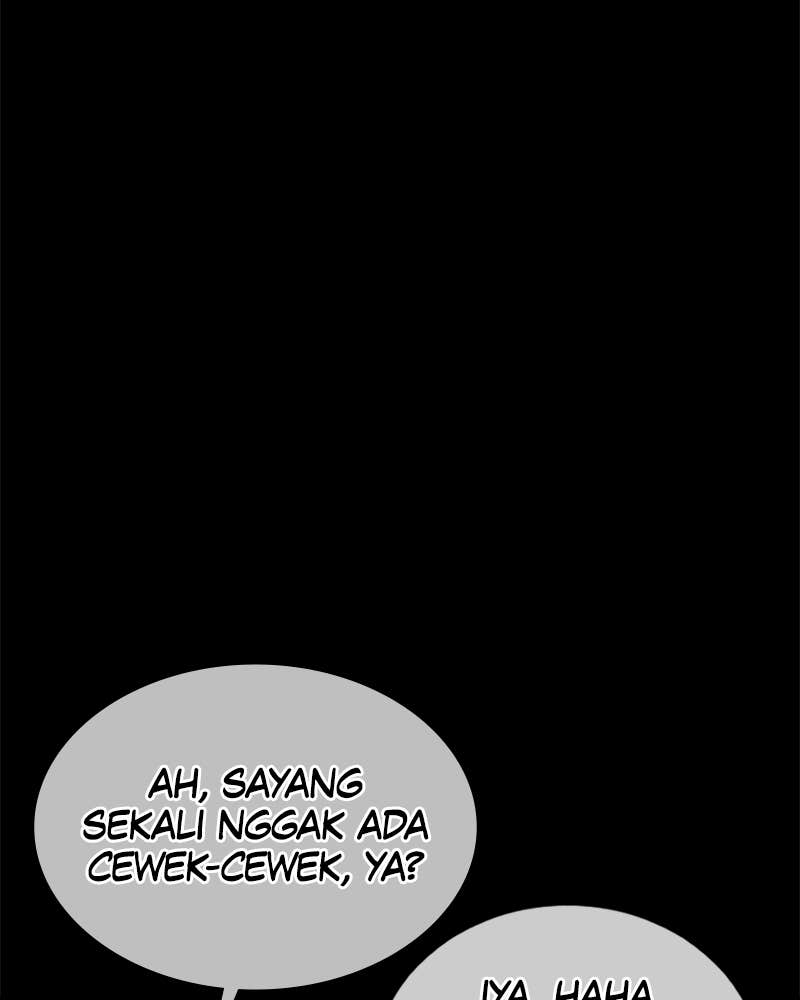 AH, SAYANG
SEKALI NGGAK ADA
CEWEK-CEWEK, YA?
IYA, HAHA